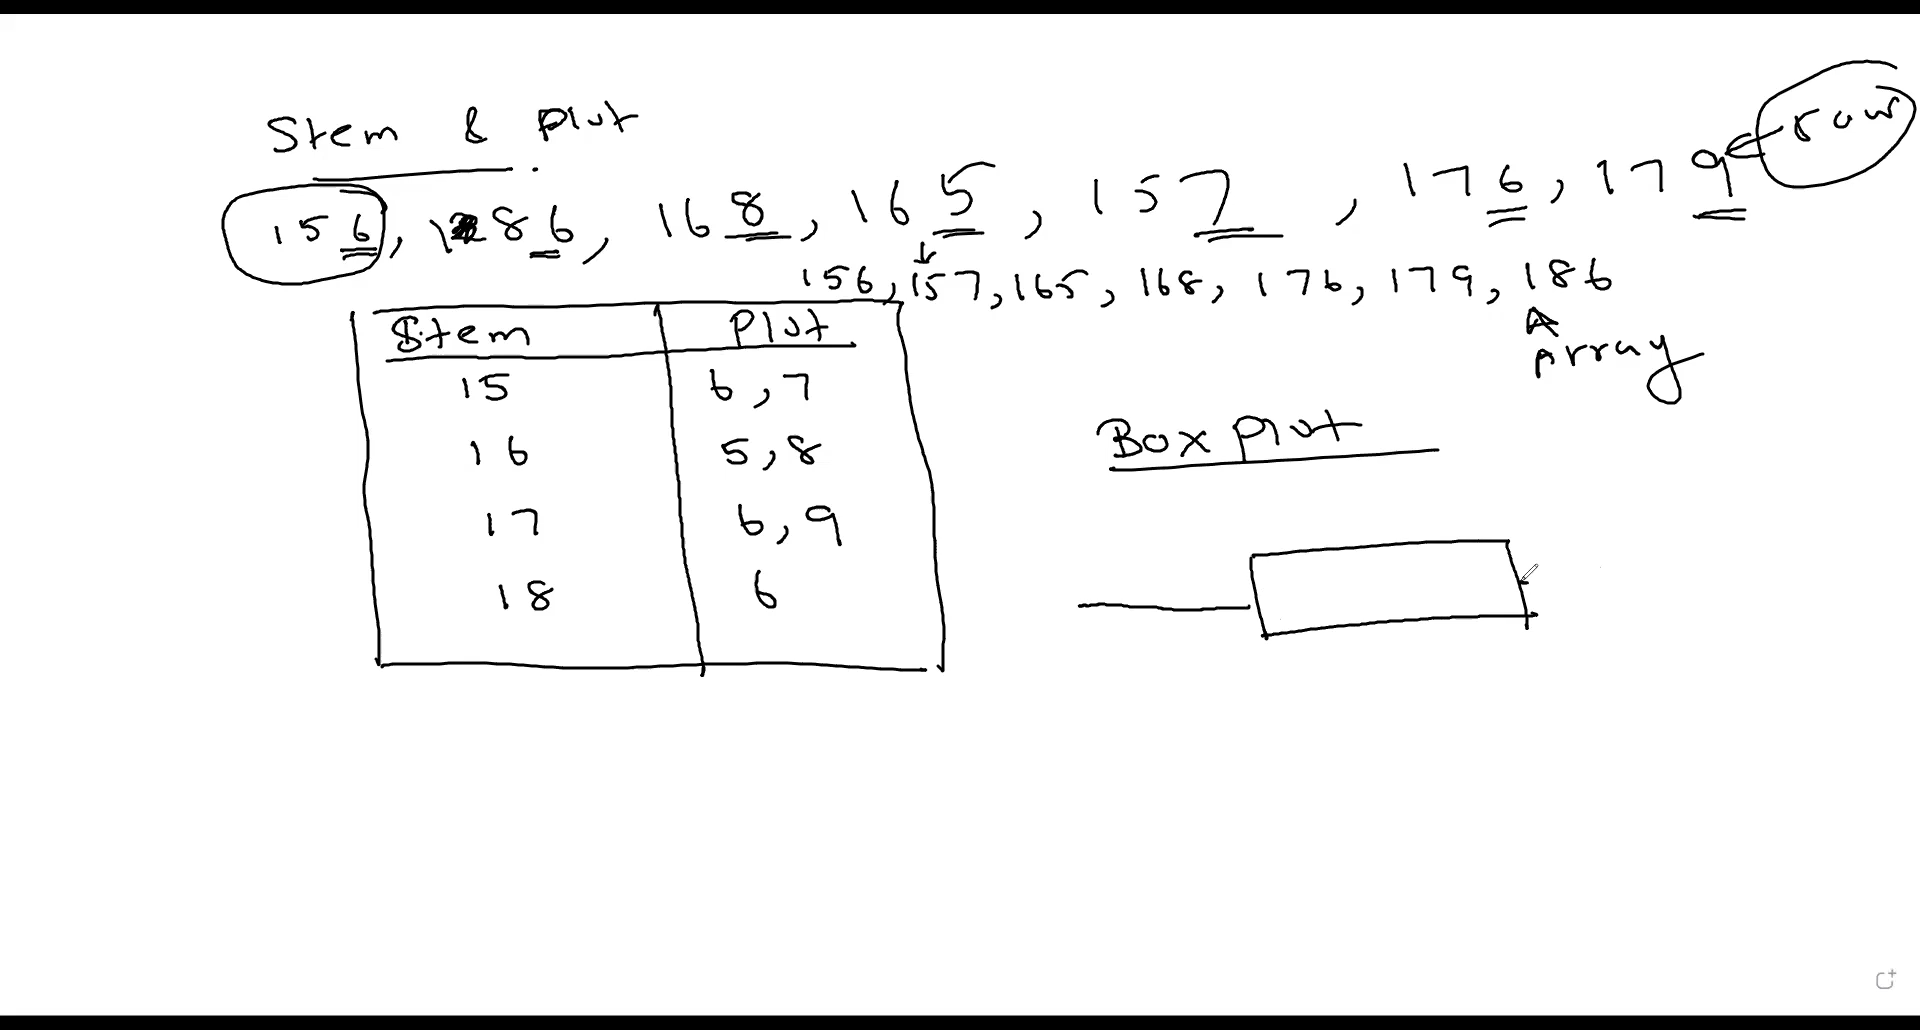 Stem & Plot
156, 186, 168, 165, 157, 176, 179 raw
156, 157, 165, 168, 176, 179, 186
Array
Stem Plot
15 6, 7
16 5, 8
17 6, 9
18 6
Box Plot